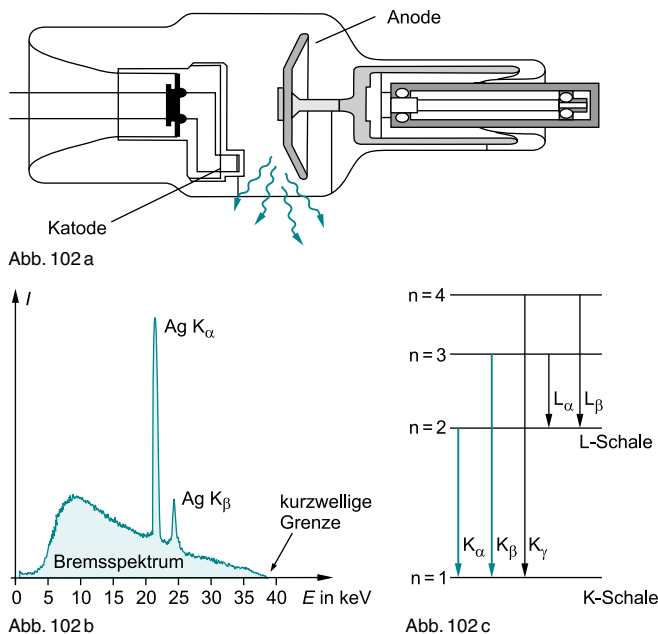 Anode
Katode
Abb. 102 a
I
Ag Kα
Ag Kβ
kurzwellige
Grenze
Bremsspektrum
0 5 10 15 20 25 30 35 40 E in keV
Abb. 102 b
n = 4
n = 3
Lα Lβ
n = 2
L-Schale
Kα Kβ Kγ
n = 1
K-Schale
Abb. 102 c